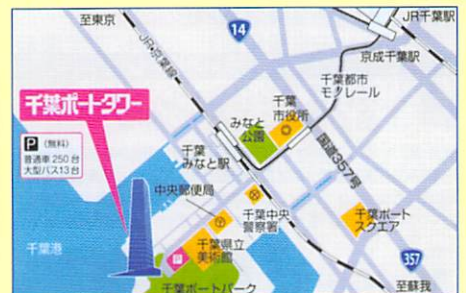 至東京
14
JR千葉駅
JR・京葉線
京成千葉駅
千葉都市
モノレール
千葉ポートタワー
P (無料)
普通車 250台
大型バス13台
みなと
公園
千葉
市役所
国道357号
千葉
みなと駅
中央郵便局
千葉中央
警察署
千葉ポート
スクエア
千葉港
千葉県立
美術館
P
357
千葉ポートパーク
至蘇我